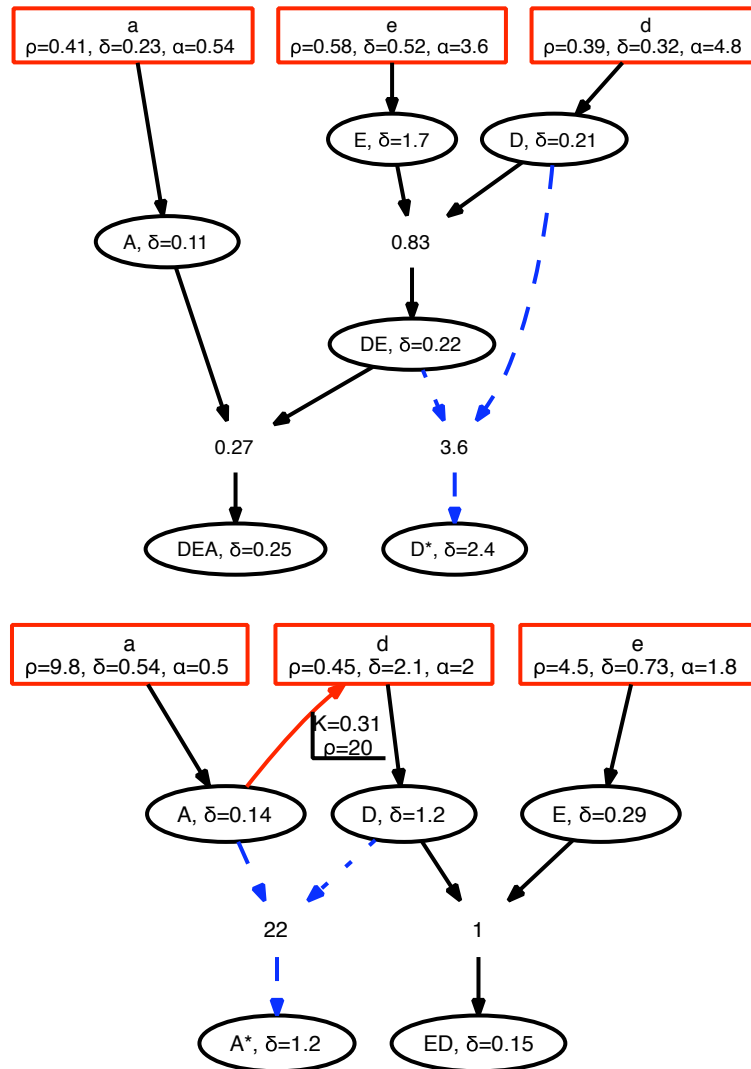 a
ρ=0.41, δ=0.23, α=0.54
e
ρ=0.58, δ=0.52, α=3.6
d
ρ=0.39, δ=0.32, α=4.8
E, δ=1.7
D, δ=0.21
A, δ=0.11
0.83
DE, δ=0.22
0.27
3.6
DEA, δ=0.25
D*, δ=2.4
a
ρ=9.8, δ=0.54, α=0.5
d
ρ=0.45, δ=2.1, α=2
e
ρ=4.5, δ=0.73, α=1.8
K=0.31
ρ=20
A, δ=0.14
D, δ=1.2
E, δ=0.29
22
1
A*, δ=1.2
ED, δ=0.15